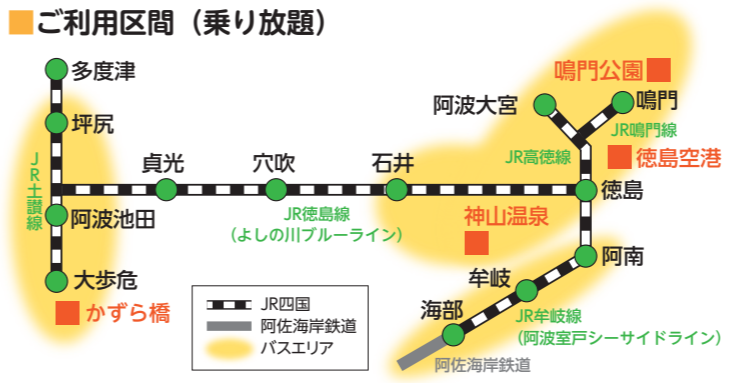 ご利用区間（乗り放題）
多度津
坪尻
JR土讃線
阿波池田
大歩危
かずら橋
貞光
穴吹
石井
JR徳島線
（よしの川ブルーライン）
阿波大宮
鳴門公園
鳴門
JR鳴門線
JR高徳線
徳島空港
徳島
神山温泉
阿南
牟岐
海部
JR牟岐線
（阿波室戸シーサイドライン）
阿佐海岸鉄道
JR四国
阿佐海岸鉄道
バスエリア